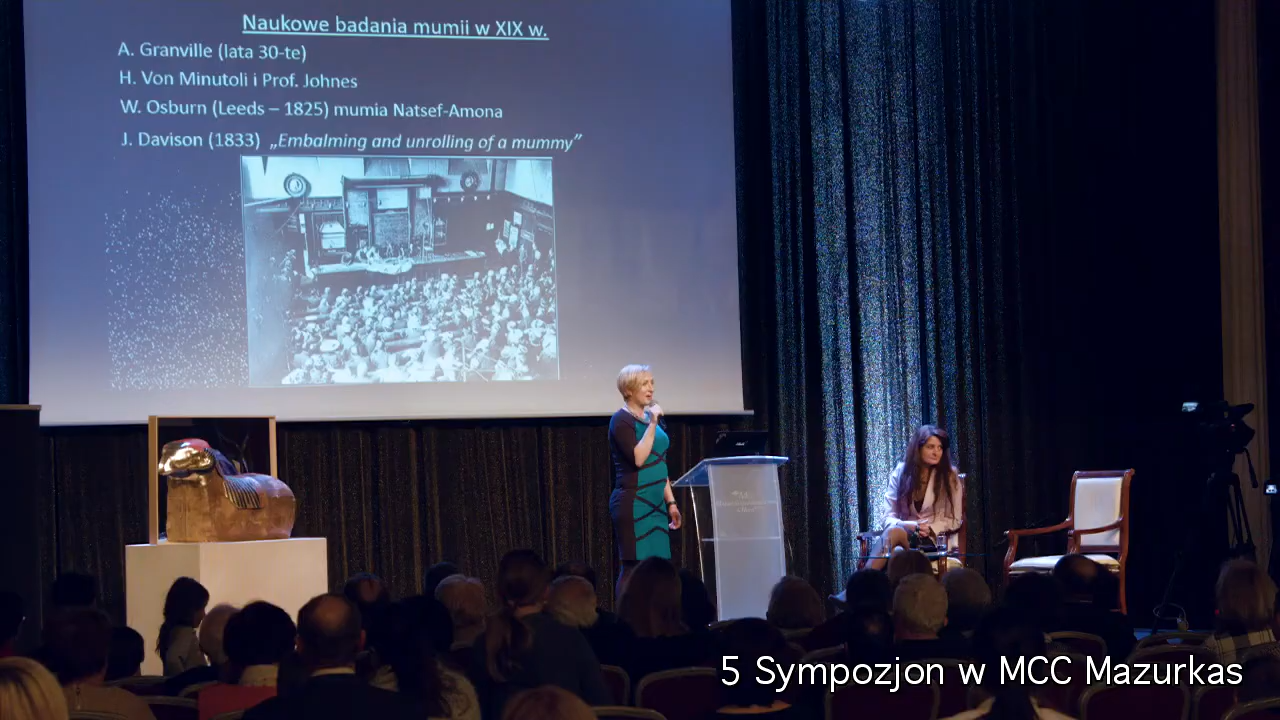 Naukowe badania mumii w XIX w.
A. Granville (lata 30-te)
H. Von Minutoli i Prof. Johnes
W. Osburn (Leeds – 1825) mumia Natsef-Amona
J. Davison (1833) „Embalming and unrolling of a mummy”
5 Sympozjon w MCC Mazurkas